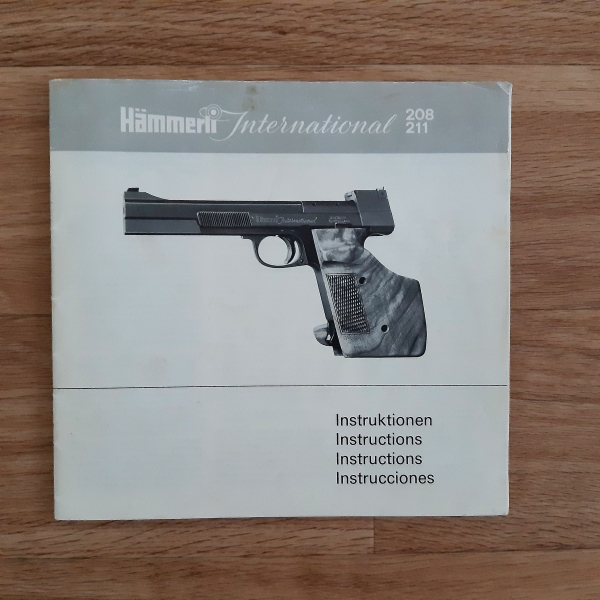 Hämmerli International 208
211
Instruktionen
Instructions
Instructions
Instrucciones